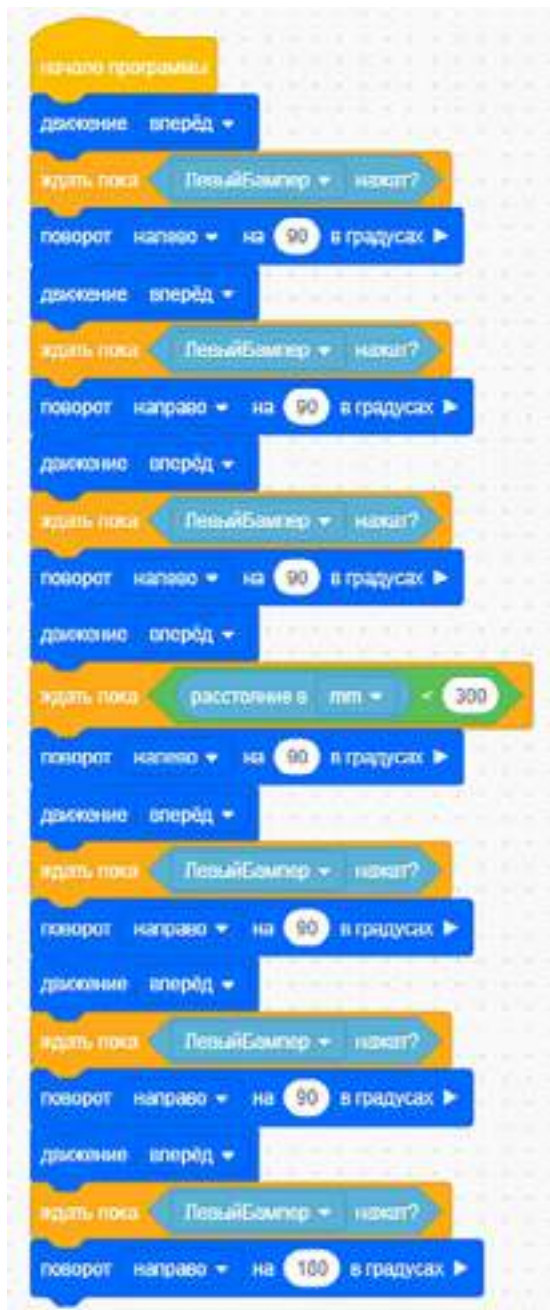 начало программы
движение вперёд
ждать пока ЛевыйБампер нажат?
поворот налево на 90 в градусах
движение вперёд
ждать пока ЛевыйБампер нажат?
поворот направо на 90 в градусах
движение вперёд
ждать пока ЛевыйБампер нажат?
поворот налево на 90 в градусах
движение вперёд
ждать пока расстояние в mm < 300
поворот налево на 90 в градусах
движение вперёд
ждать пока ЛевыйБампер нажат?
поворот направо на 90 в градусах
движение вперёд
ждать пока ЛевыйБампер нажат?
поворот направо на 90 в градусах
движение вперёд
ждать пока ЛевыйБампер нажат?
поворот направо на 180 в градусах